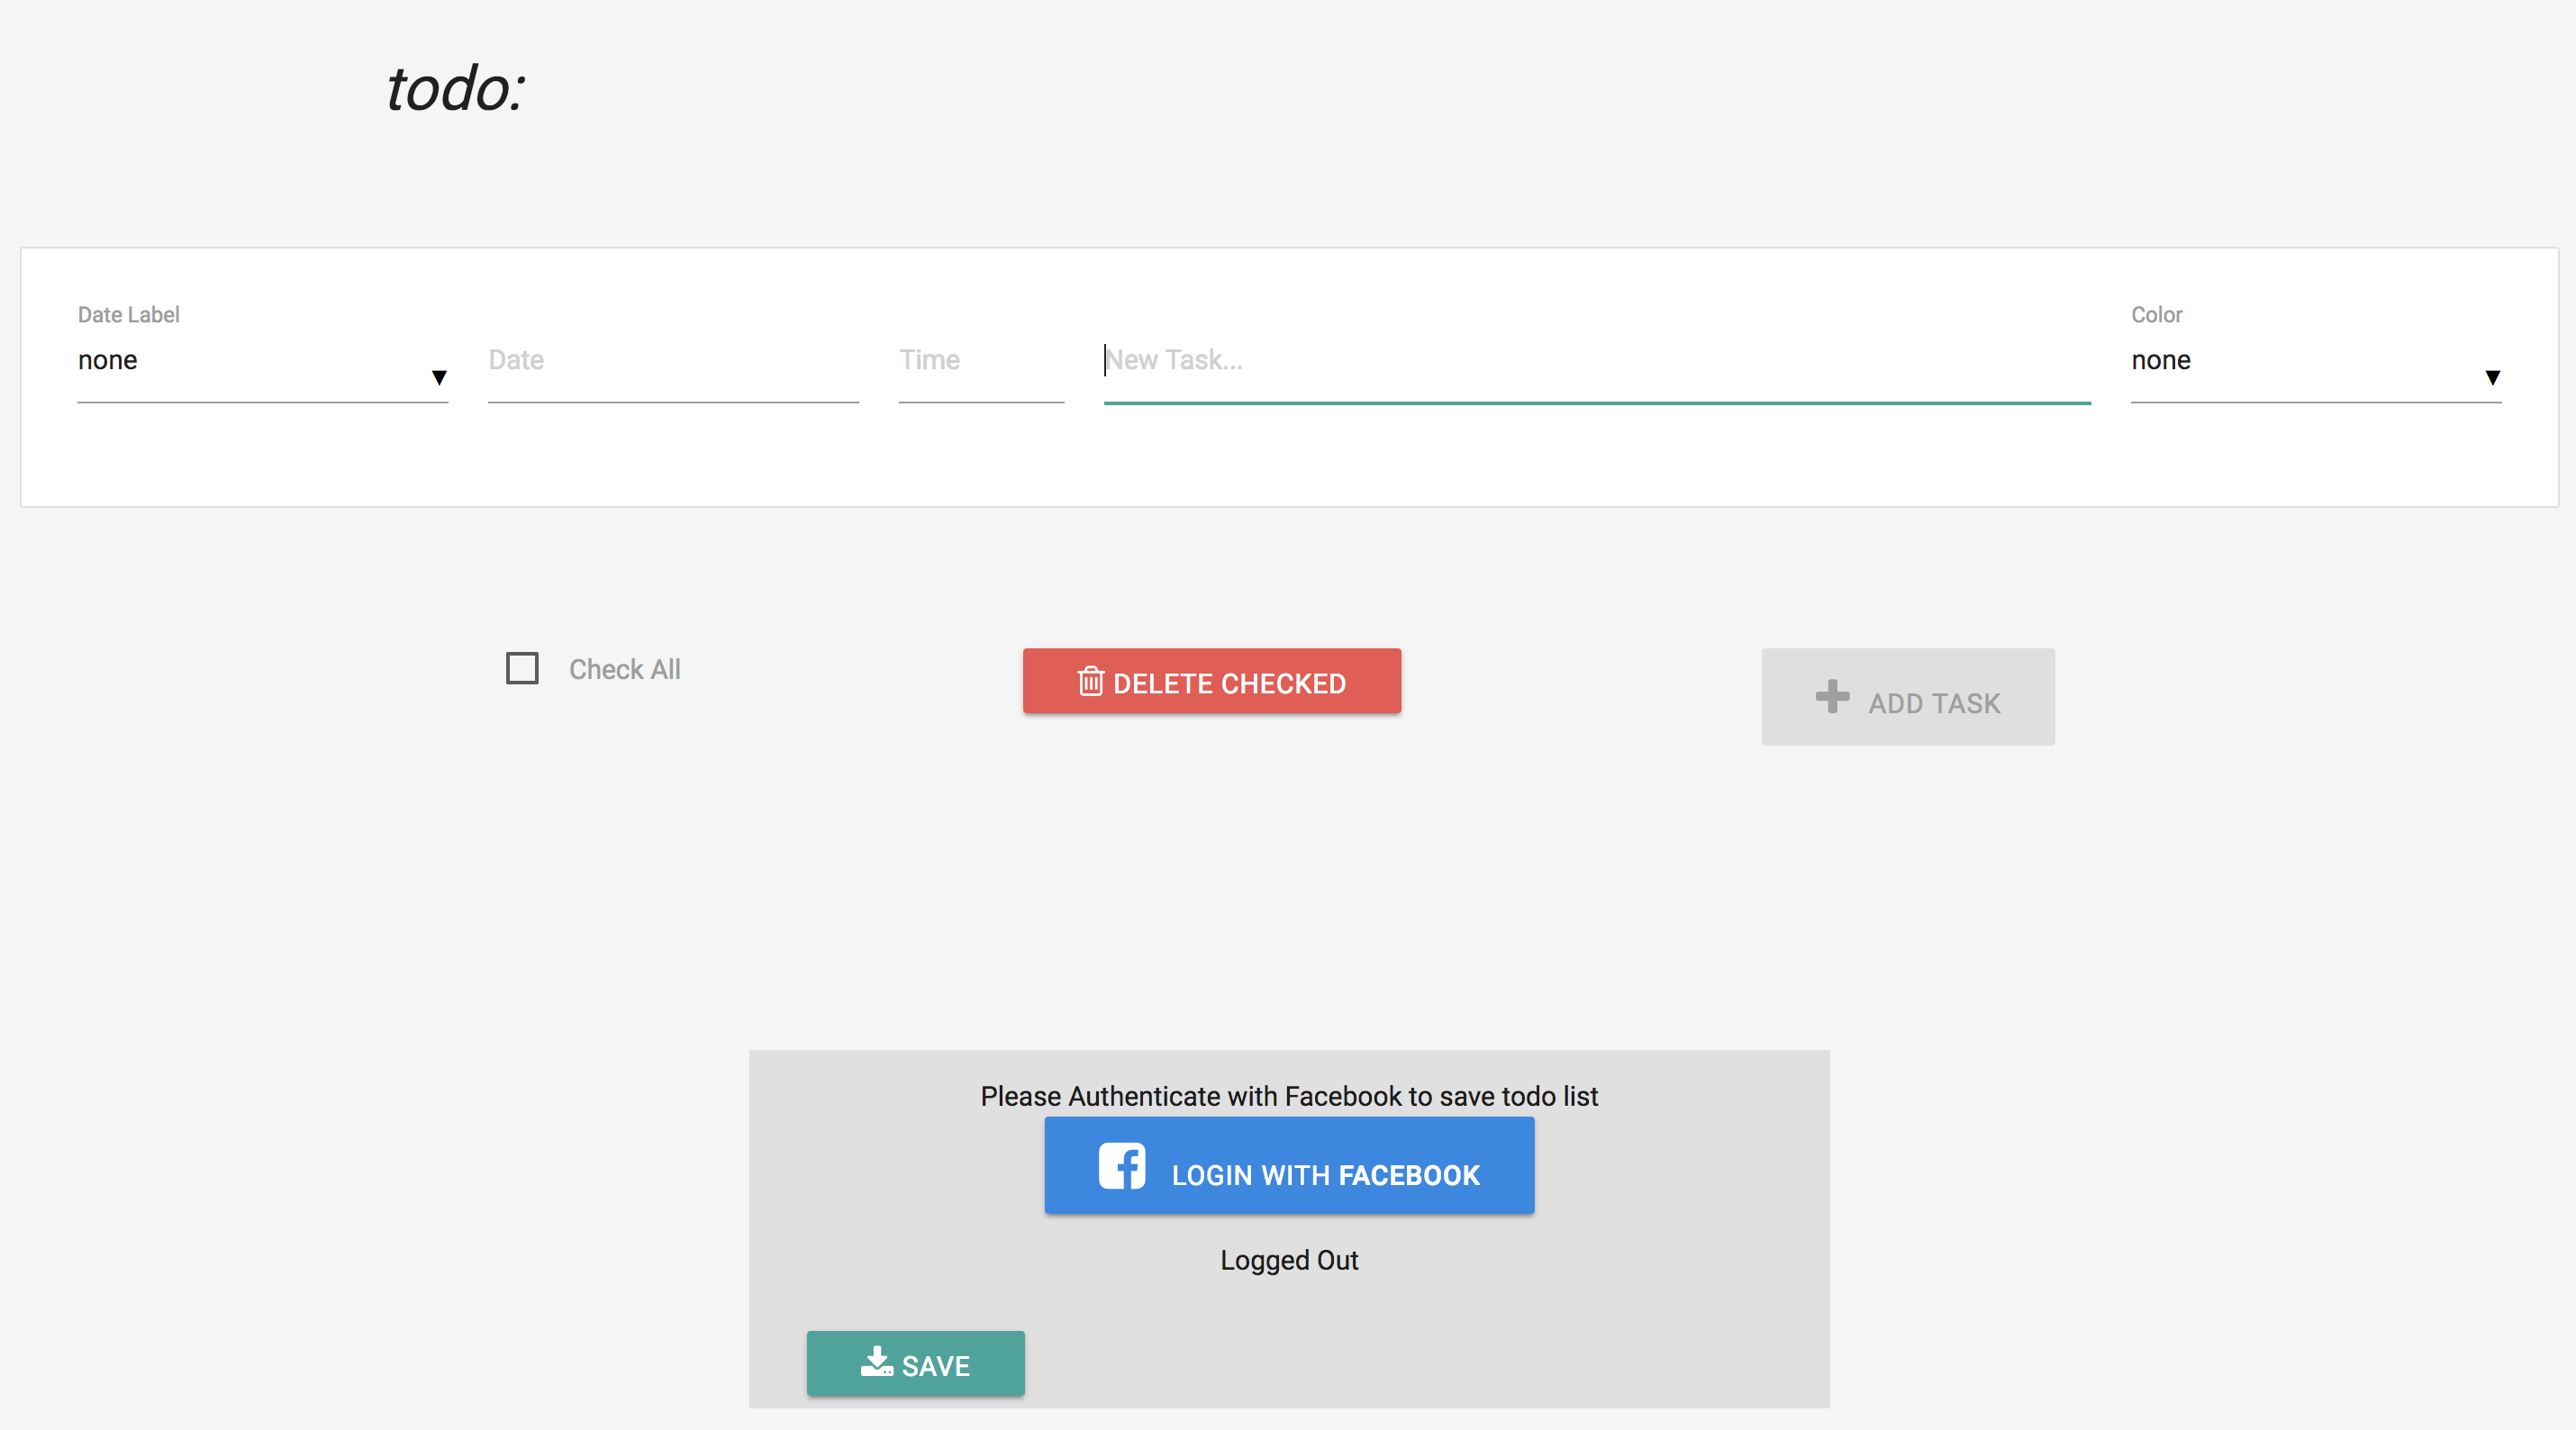 todo:
Date Label
Color
none
Date
Time
New Task...
none
Check All
DELETE CHECKED
ADD TASK
Please Authenticate with Facebook to save todo list
LOGIN WITH FACEBOOK
Logged Out
SAVE